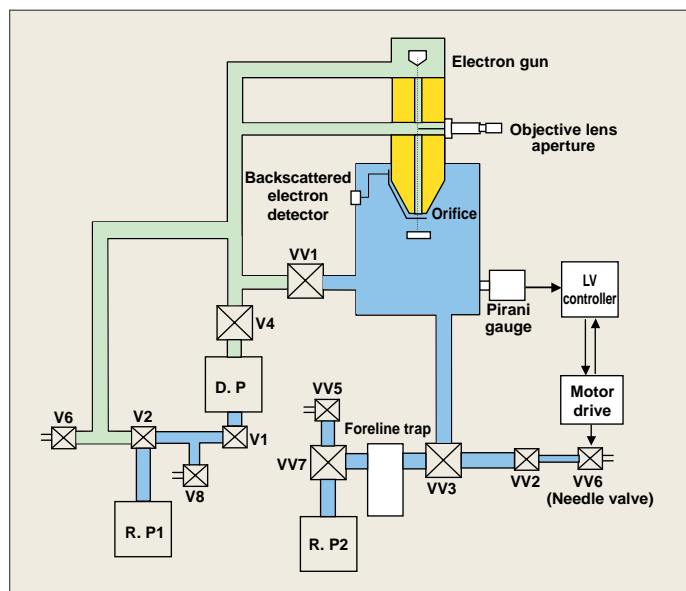 Electron gun
Objective lens
aperture
Backscattered
electron
detector
Orifice
VV1
LV
controller
Pirani
gauge
V4
D. P
Motor
drive
VV5
V6
V2
Foreline trap
V1
VV7
VV3
VV2
VV6
(Needle valve)
V8
R. P1
R. P2